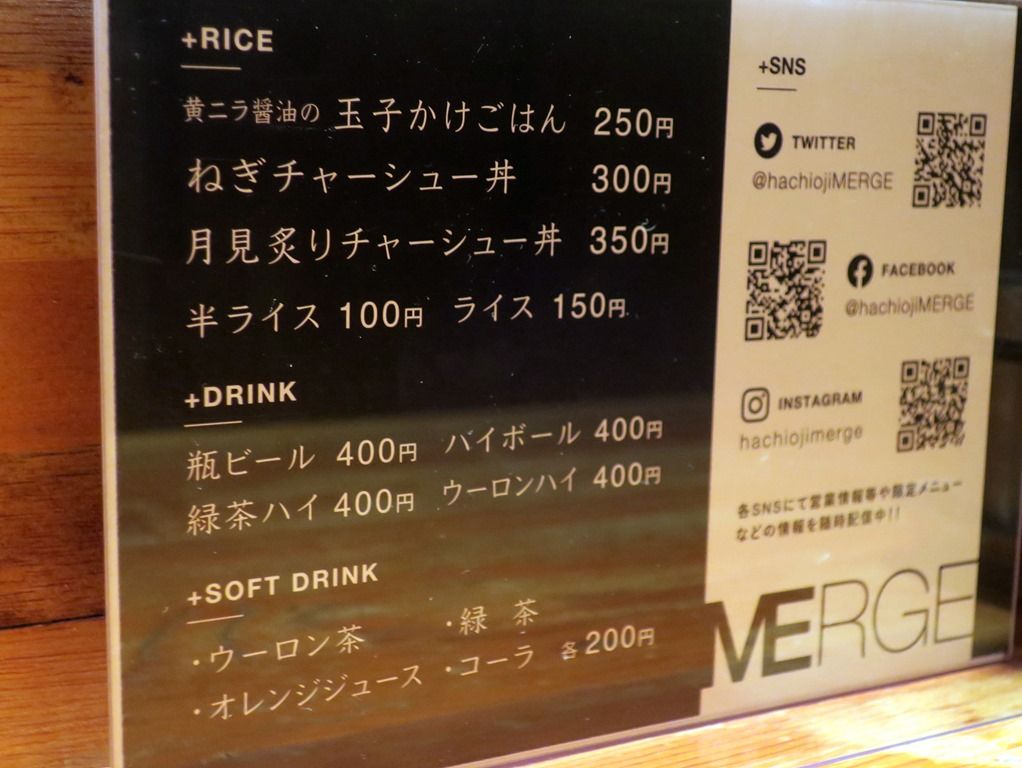 +RICE
黄ニラ醤油の 玉子かけごはん 250円
ねぎチャーシュー丼 300円
月見炙りチャーシュー丼 350円
半ライス 100円 ライス 150円
+DRINK
瓶ビール 400円 ハイボール 400円
緑茶ハイ 400円 ウーロンハイ 400円
+SOFT DRINK
・ウーロン茶 ・緑 茶
・オレンジジュース ・コーラ 各200円
+SNS
TWITTER
@hachiojiMERGE
FACEBOOK
@hachiojiMERGE
INSTAGRAM
hachiojimerge
各SNSにて営業情報等や限定メニュー
などの情報を随時配信中!!
MERGE